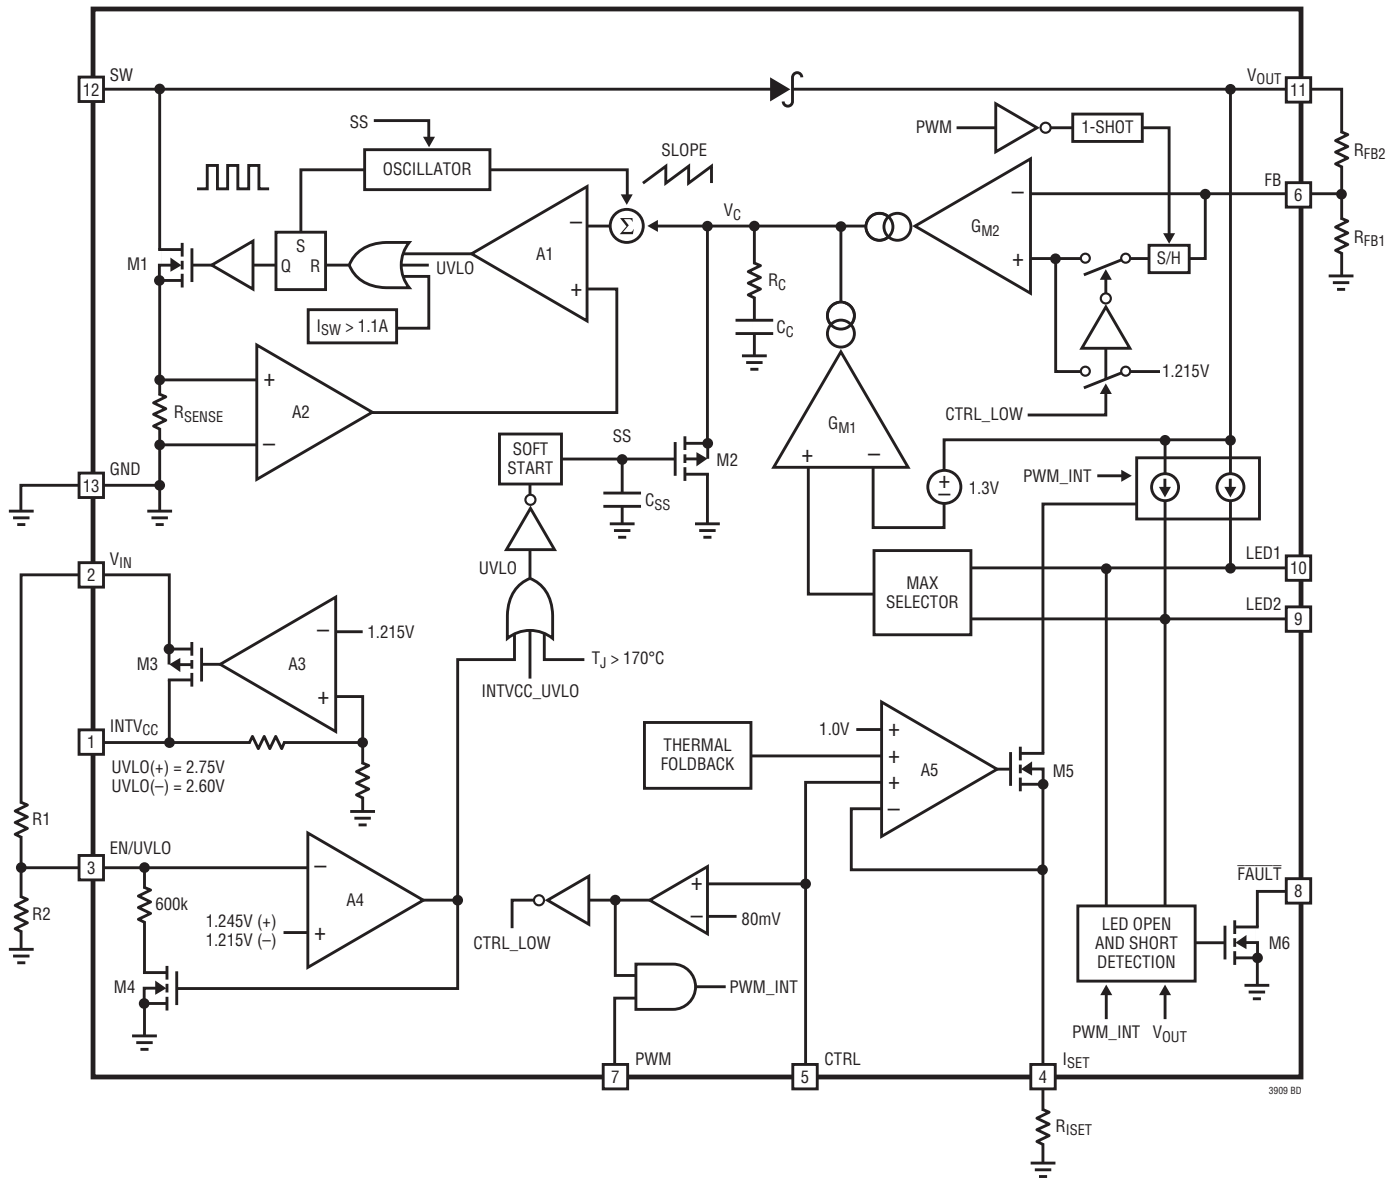 SW
12
VOUT
11
SS
PWM
1-SHOT
RFB2
OSCILLATOR
SLOPE
FB
6
VC
−
GM2
+
S/H
RFB1
M1
S
Q R
UVLO
A1
−
+
Σ
RC
CC
ISW > 1.1A
1.215V
CTRL_LOW
RSENSE
+
A2
−
GM1
+ −
SOFT
START
SS
M2
CSS
+
−
1.3V
PWM_INT
GND
13
VIN
2
UVLO
LED1
10
MAX
SELECTOR
LED2
9
−
1.215V
M3
A3
+
TJ > 170°C
INTVCC_UVLO
INTVCC
1
UVLO(+) = 2.75V
UVLO(–) = 2.60V
THERMAL
FOLDBACK
1.0V
+
+
+
−
A5
M5
R1
EN/UVLO
3
−
A4
+
600k
1.245V (+)
1.215V (–)
R2
M4
+
−
80mV
CTRL_LOW
PWM_INT
FAULT
8
LED OPEN
AND SHORT
DETECTION
M6
PWM_INT
VOUT
PWM
7
CTRL
5
ISET
4
3909 BD
RISET